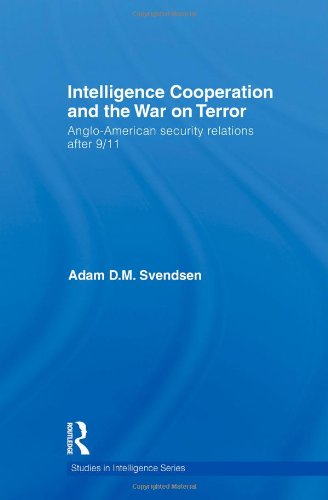 Intelligence Cooperation
and the War on Terror
Anglo-American security relations
after 9/11
Adam D.M. Svendsen
ROUTLEDGE
Studies in Intelligence Series